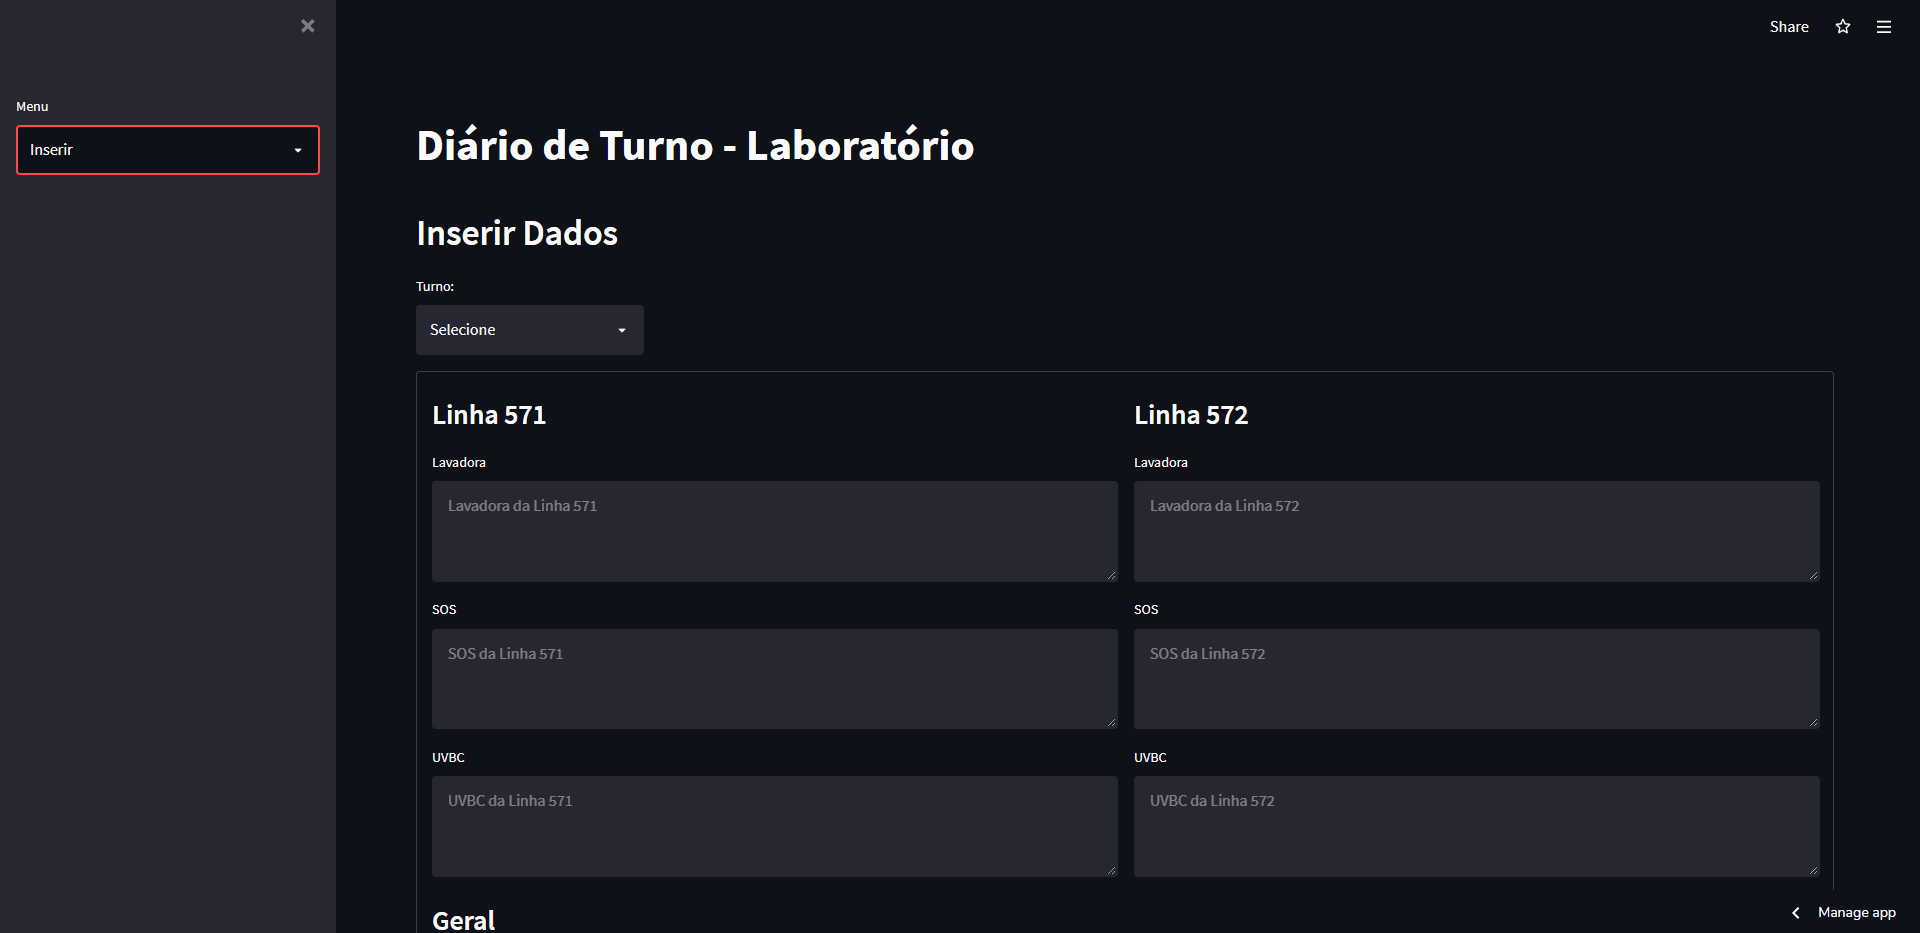 Share
Menu
Inserir
Diário de Turno - Laboratório
Inserir Dados
Turno:
Selecione
Linha 571
Lavadora
Lavadora da Linha 571
SOS
SOS da Linha 571
UVBC
UVBC da Linha 571
Linha 572
Lavadora
Lavadora da Linha 572
SOS
SOS da Linha 572
UVBC
UVBC da Linha 572
Geral
Manage app